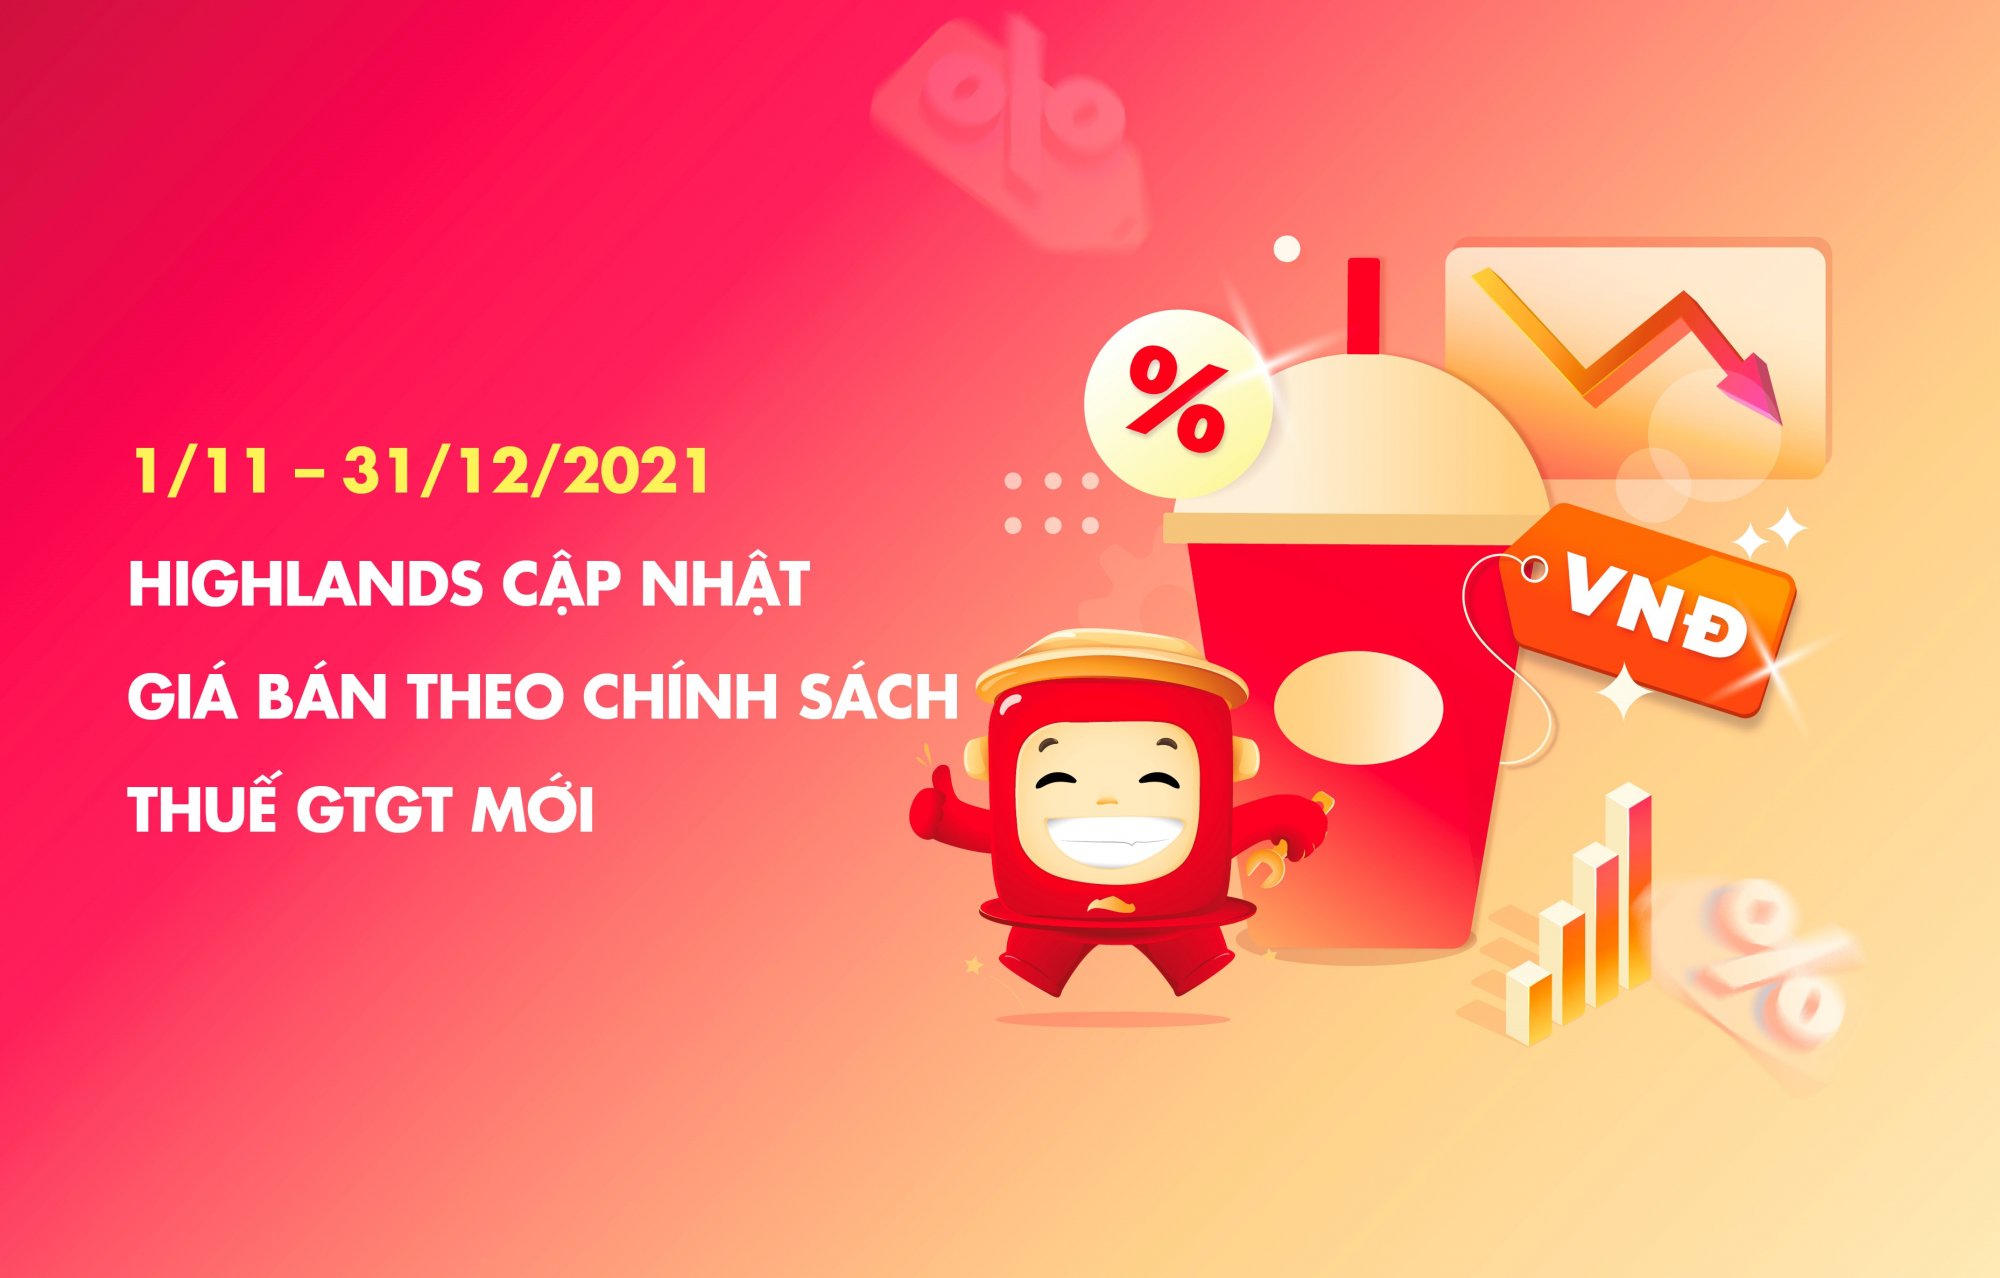 1/11 – 31/12/2021
HIGHLANDS CẬP NHẬT
GIÁ BÁN THEO CHÍNH SÁCH
THUẾ GTGT MỚI
%
VNĐ
%
%